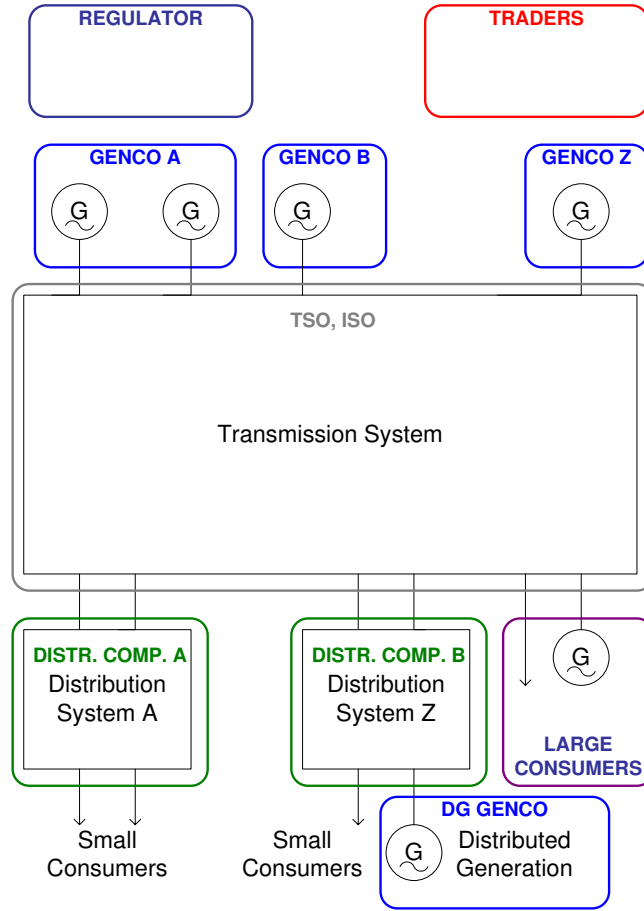 REGULATOR
TRADERS
GENCO A
GENCO B
GENCO Z
G
G
G
G
TSO, ISO
Transmission System
DISTR. COMP. A
Distribution
System A
DISTR. COMP. B
Distribution
System Z
G
LARGE
CONSUMERS
Small
Consumers
Small
Consumers
DG GENCO
G
Distributed
Generation